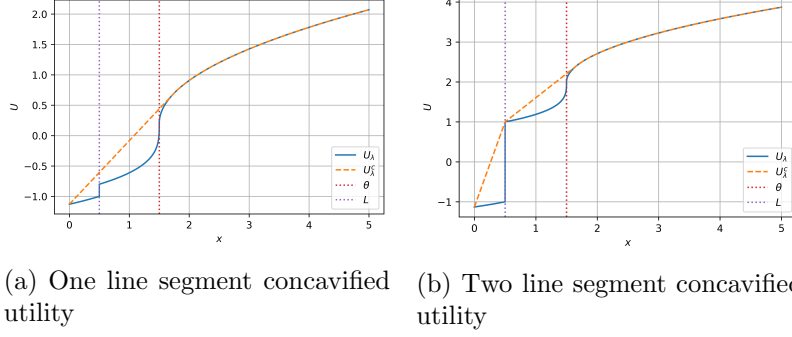 2.0
1.5
1.0
0.5
0.0
−0.5
−1.0
U
0 1 2 3 4 5
x
U_λ
U_λ^c
θ
L
4
3
2
1
0
−1
U
0 1 2 3 4 5
x
U_λ
U_λ^c
θ
L
(a) One line segment concavified
utility
(b) Two line segment concavified
utility